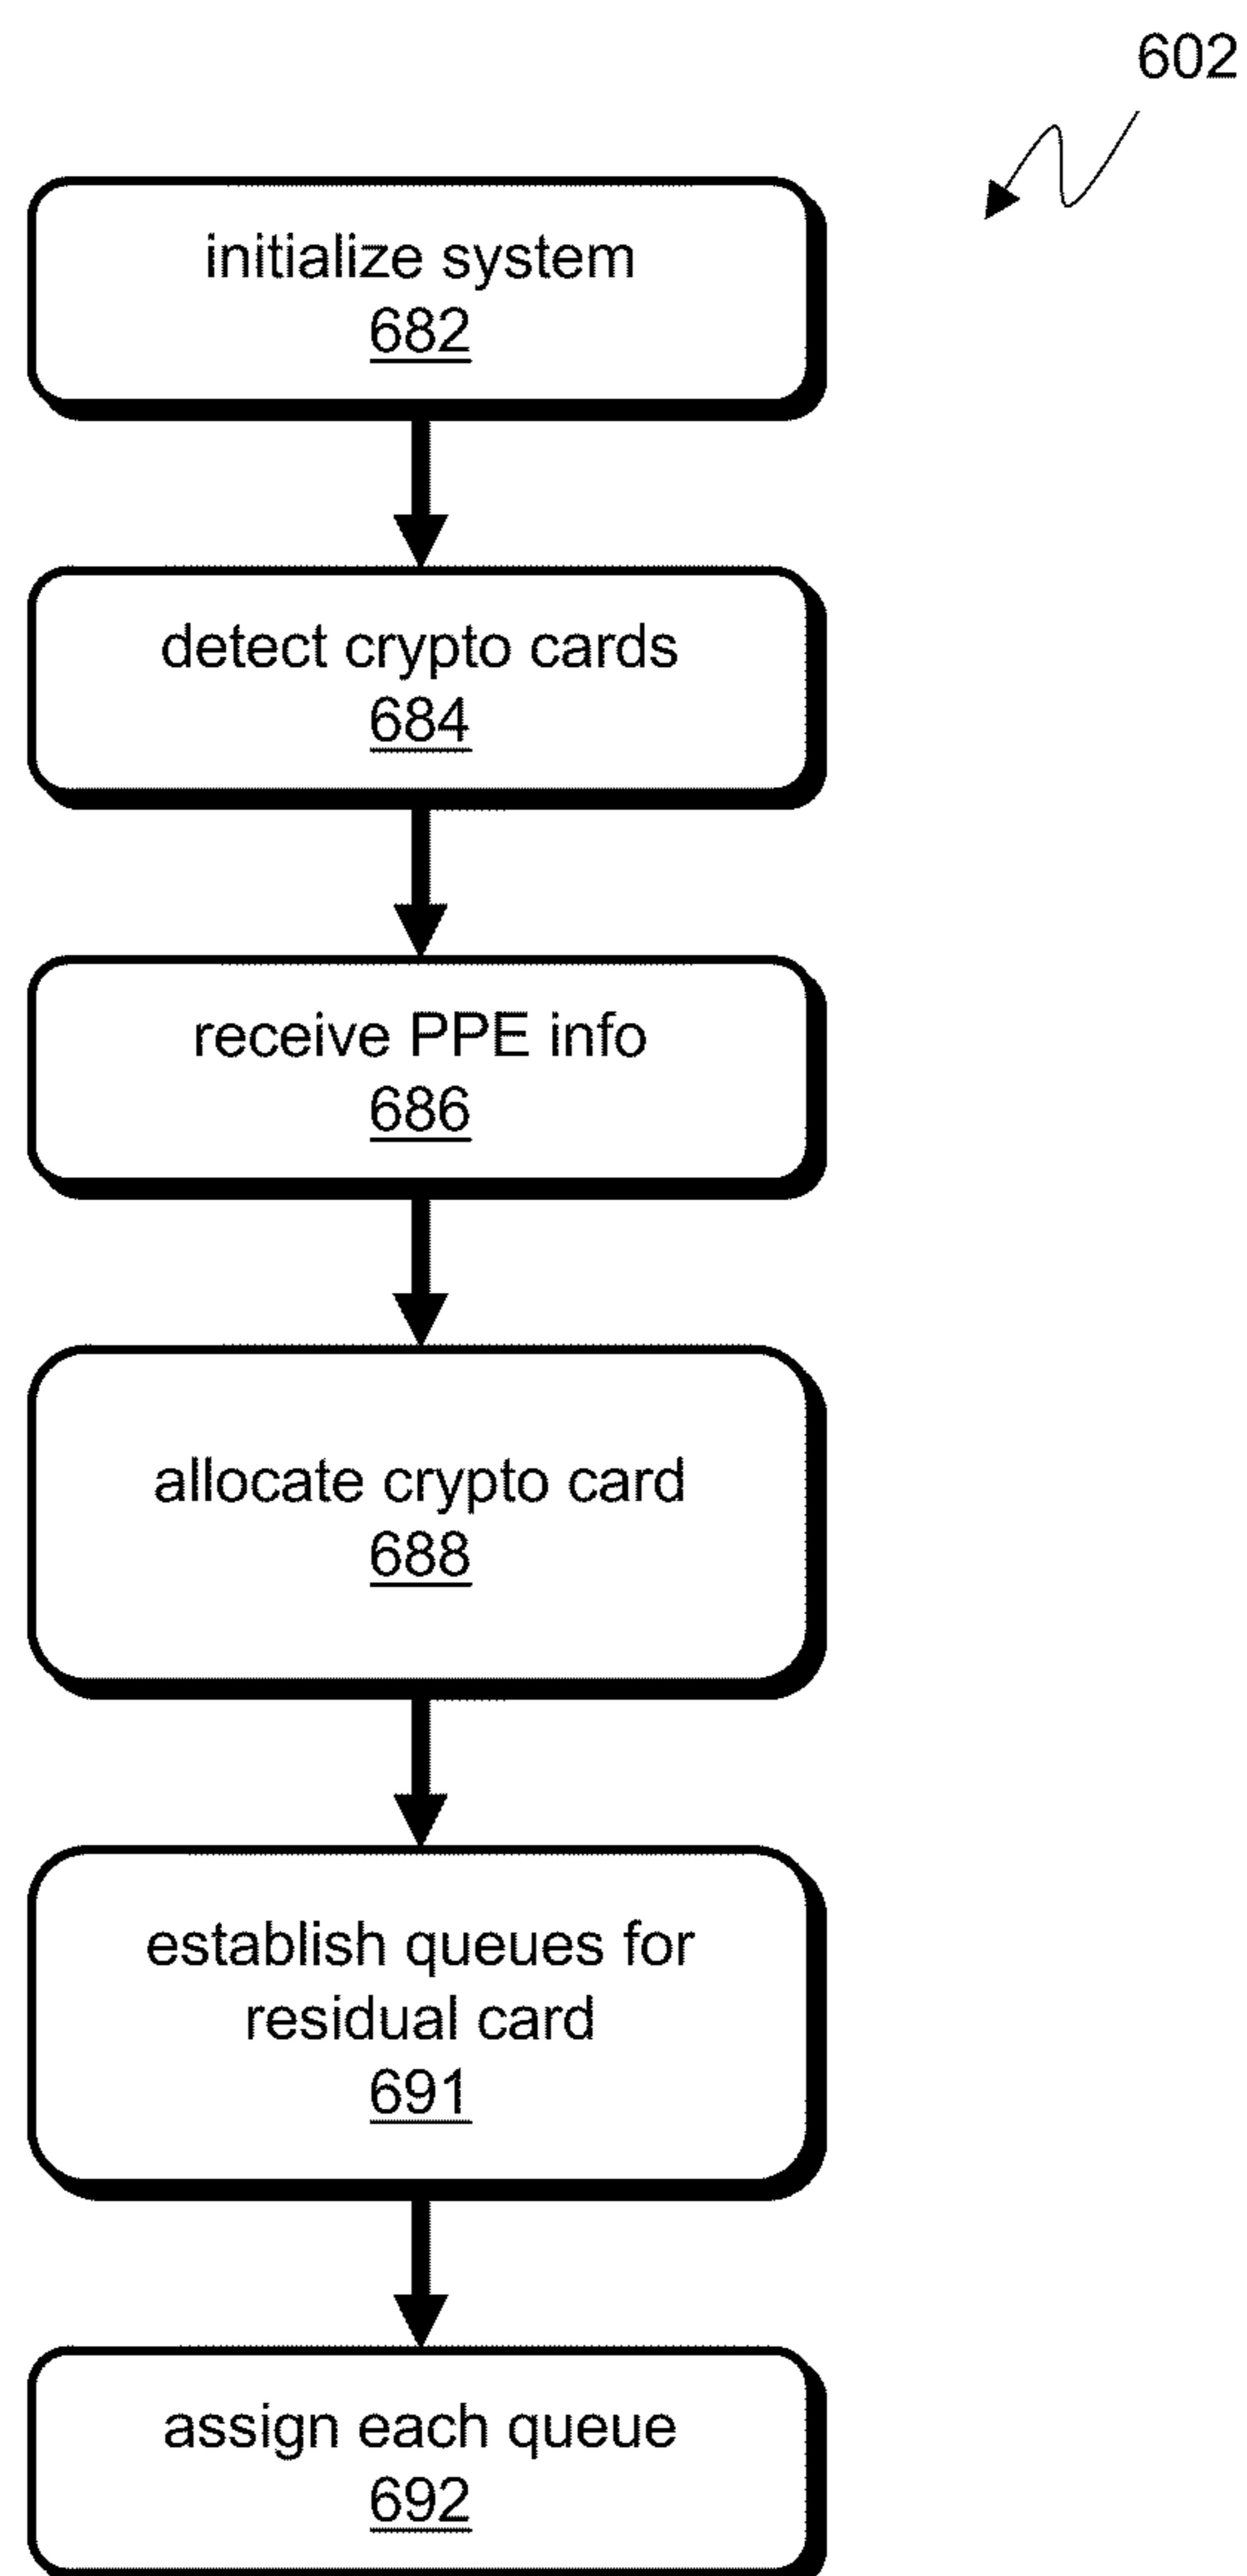 602
initialize system
682
detect crypto cards
684
receive PPE info
686
allocate crypto card
688
establish queues for
residual card
691
assign each queue
692